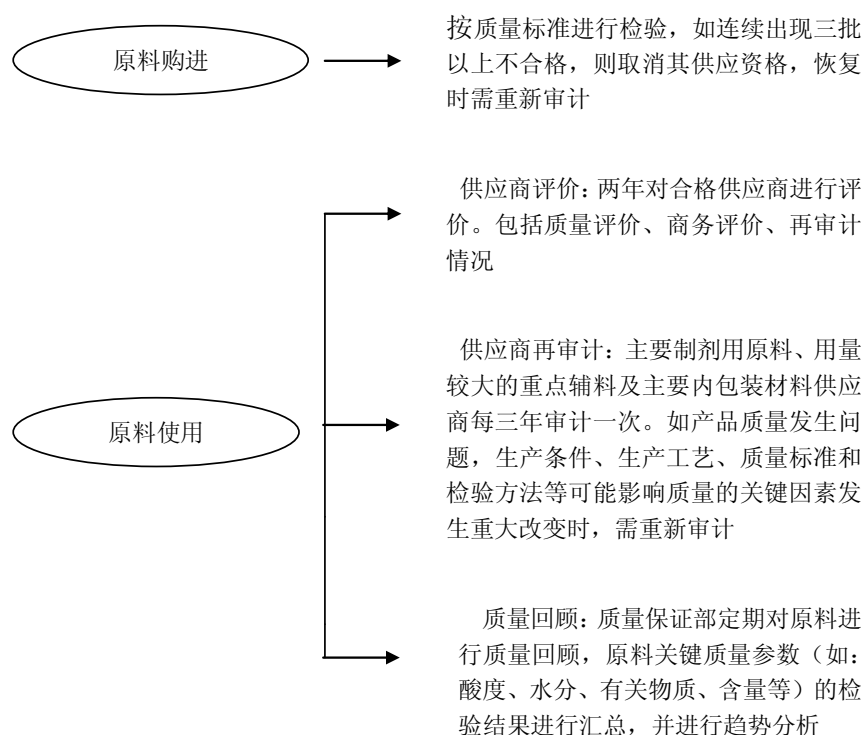 原料购进
按质量标准进行检验，如连续出现三批
以上不合格，则取消其供应资格，恢复
时需重新审计
供应商评价：两年对合格供应商进行评
价。包括质量评价、商务评价、再审计
情况
原料使用
供应商再审计：主要制剂用原料、用量
较大的重点辅料及主要内包装材料供应
商每三年审计一次。如产品质量发生问
题，生产条件、生产工艺、质量标准和
检验方法等可能影响质量的关键因素发
生重大改变时，需重新审计
质量回顾：质量保证部定期对原料进
行质量回顾，原料关键质量参数（如：
酸度、水分、有关物质、含量等）的检
验结果进行汇总，并进行趋势分析